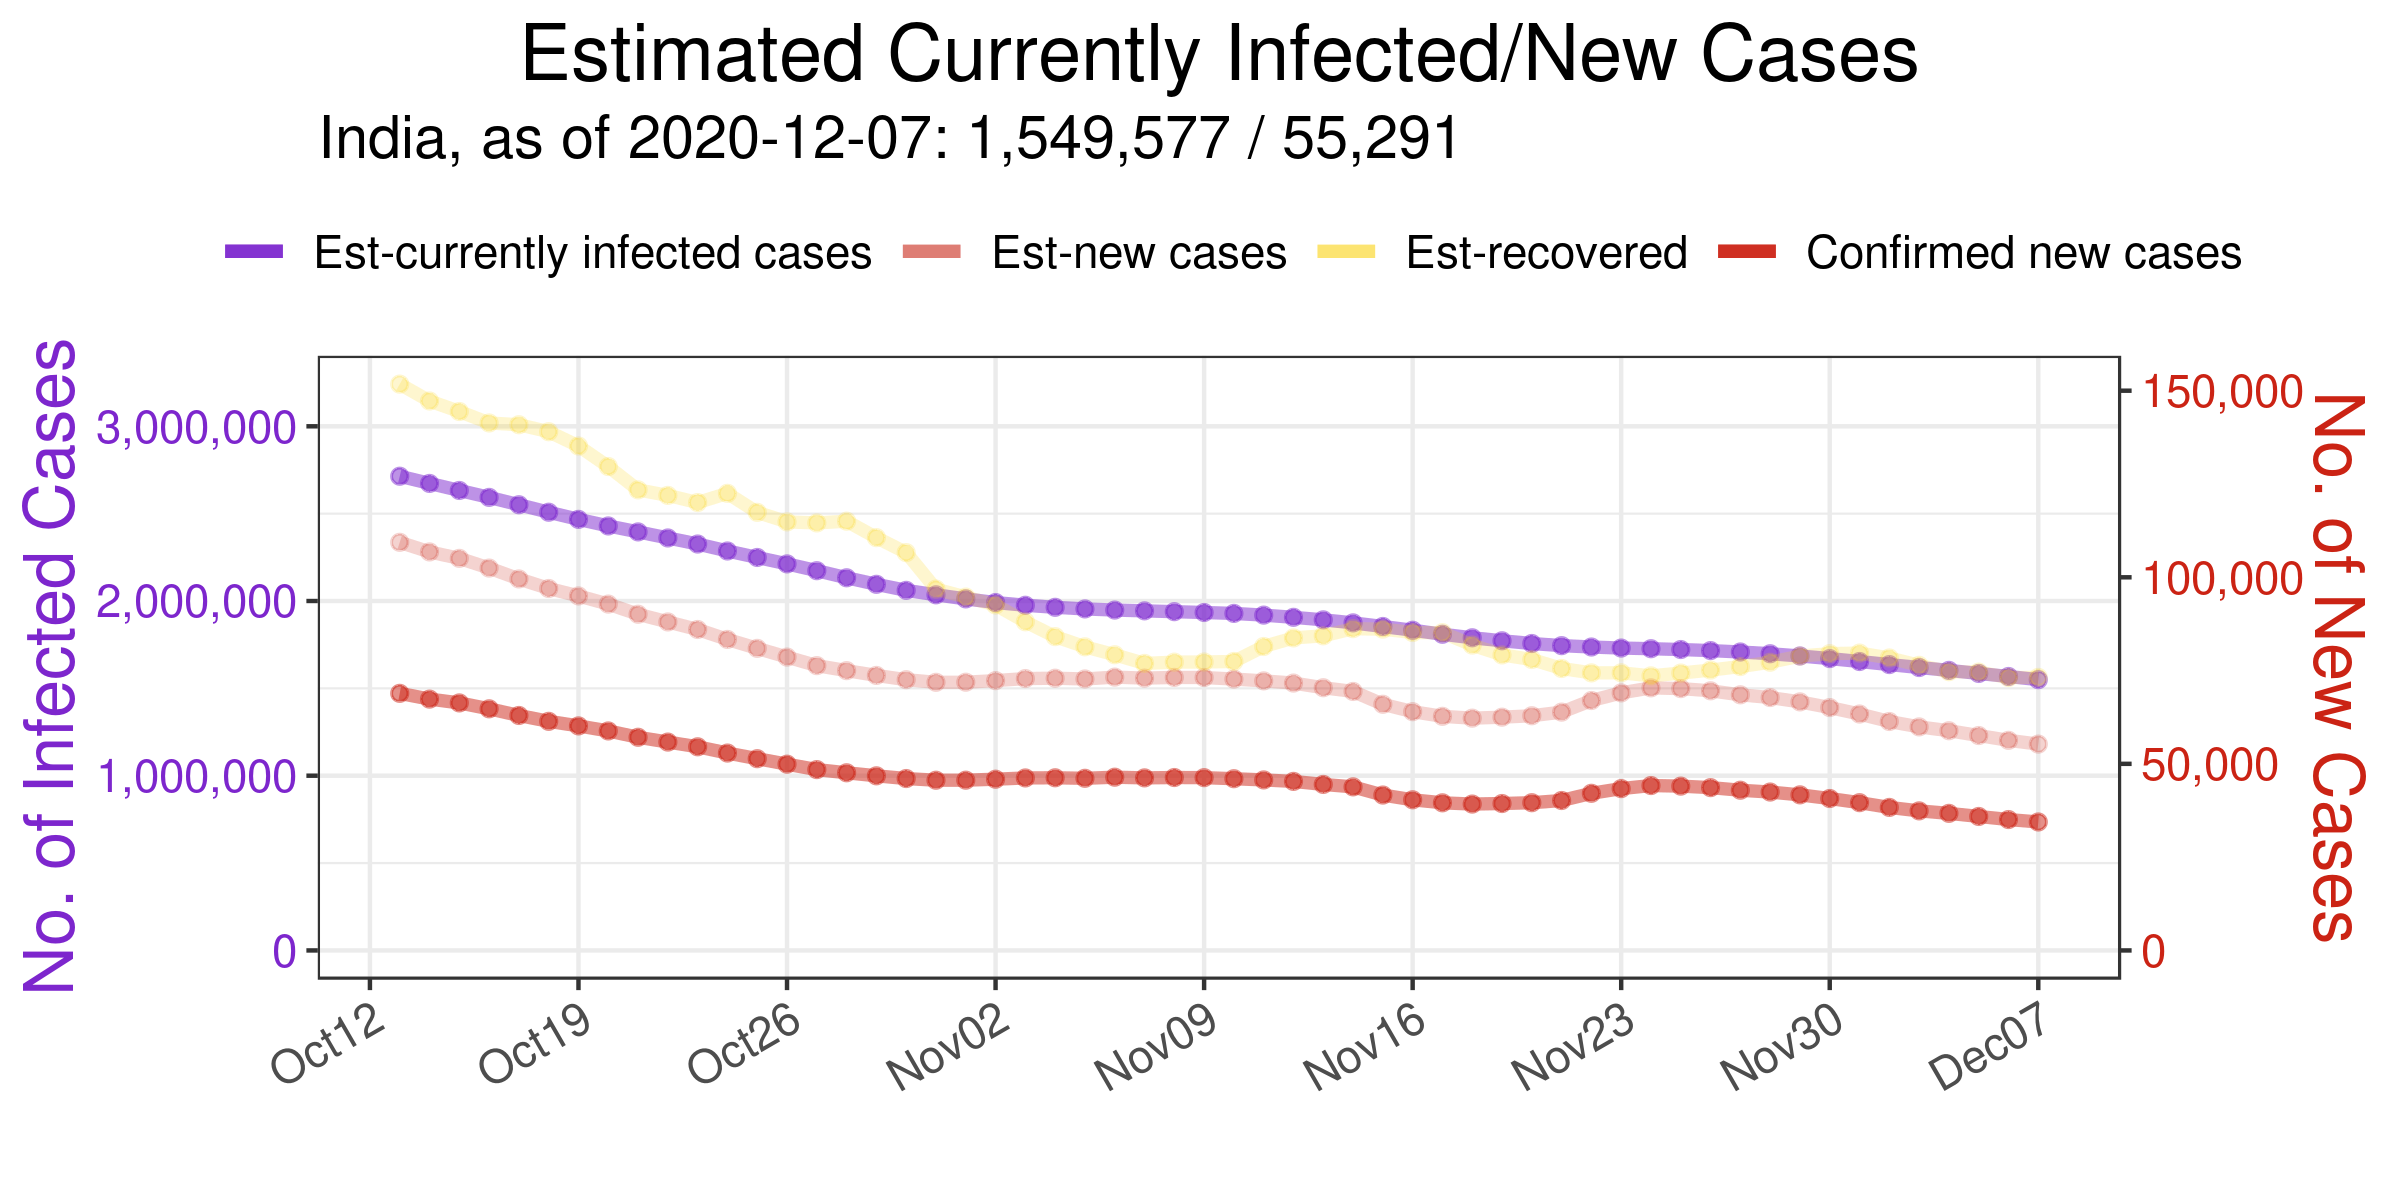 Estimated Currently Infected/New Cases
India, as of 2020-12-07: 1,549,577 / 55,291
Est-currently infected cases Est-new cases Est-recovered Confirmed new cases
No. of Infected Cases
3,000,000
2,000,000
1,000,000
0
150,000
100,000
50,000
0
No. of New Cases
Oct12 Oct19 Oct26 Nov02 Nov09 Nov16 Nov23 Nov30 Dec07